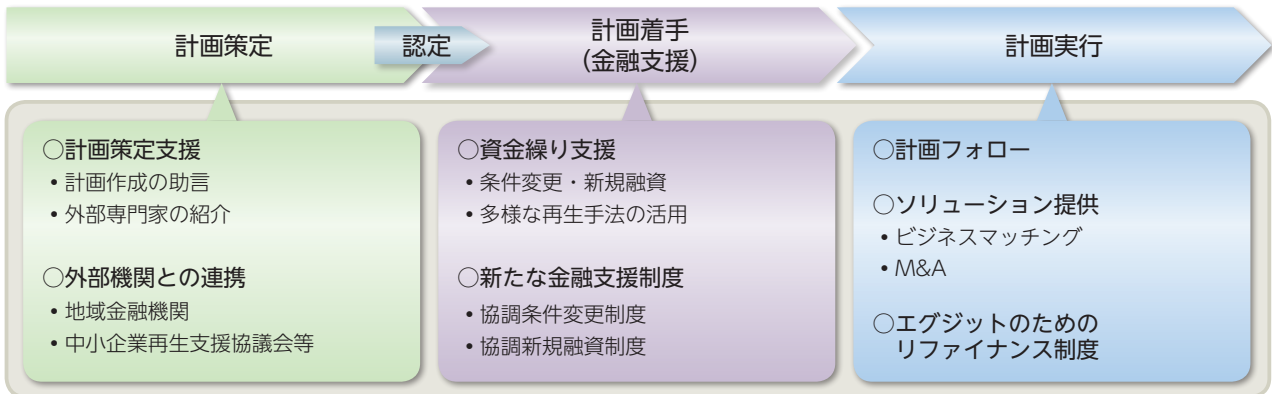 計画策定
認定
計画着手
(金融支援)
計画実行
○計画策定支援
•計画作成の助言
•外部専門家の紹介
○外部機関との連携
•地域金融機関
•中小企業再生支援協議会等
○資金繰り支援
•条件変更・新規融資
•多様な再生手法の活用
○新たな金融支援制度
•協調条件変更制度
•協調新規融資制度
○計画フォロー
○ソリューション提供
•ビジネスマッチング
•M&A
○エグジットのための
リファイナンス制度